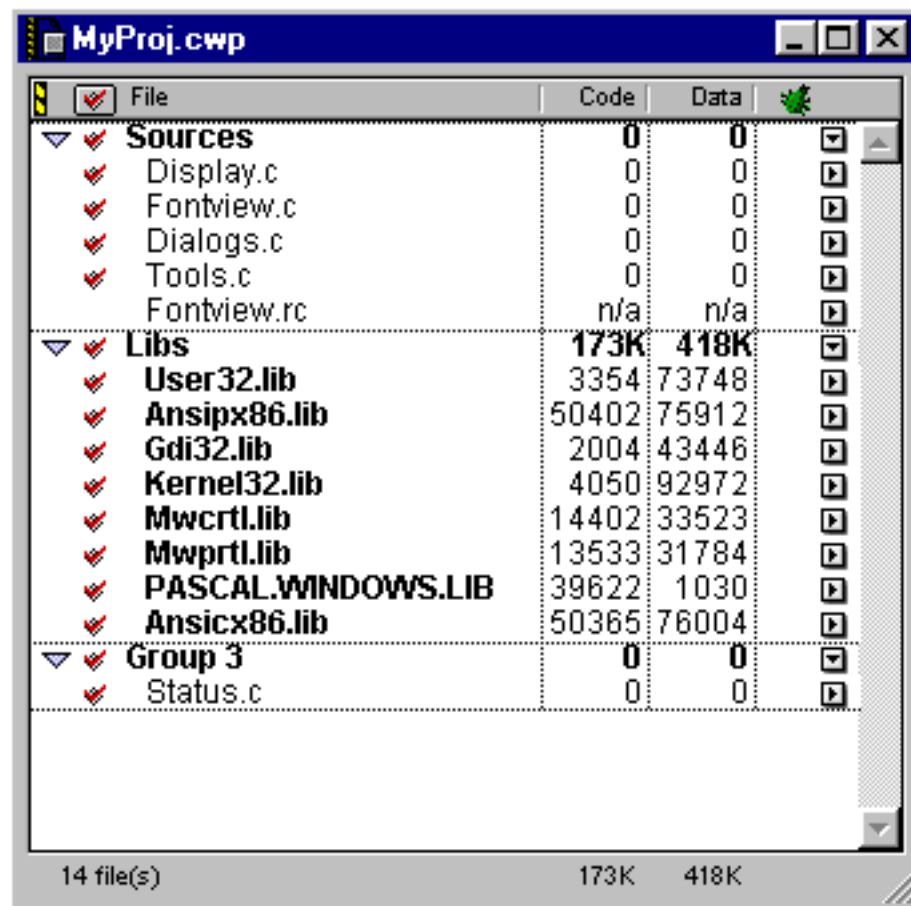 MyProj.cwp
File Code Data
Sources 0 0
Display.c 0 0
Fontview.c 0 0
Dialogs.c 0 0
Tools.c 0 0
Fontview.rc n/a n/a
Libs 173K 418K
User32.lib 3354 73748
Ansipx86.lib 50402 75912
Gdi32.lib 2004 43446
Kernel32.lib 4050 92972
Mwcrtl.lib 14402 33523
Mwprtl.lib 13533 31784
PASCAL.WINDOWS.LIB 39622 1030
Ansicx86.lib 50365 76004
Group 3 0 0
Status.c 0 0
14 file(s) 173K 418K